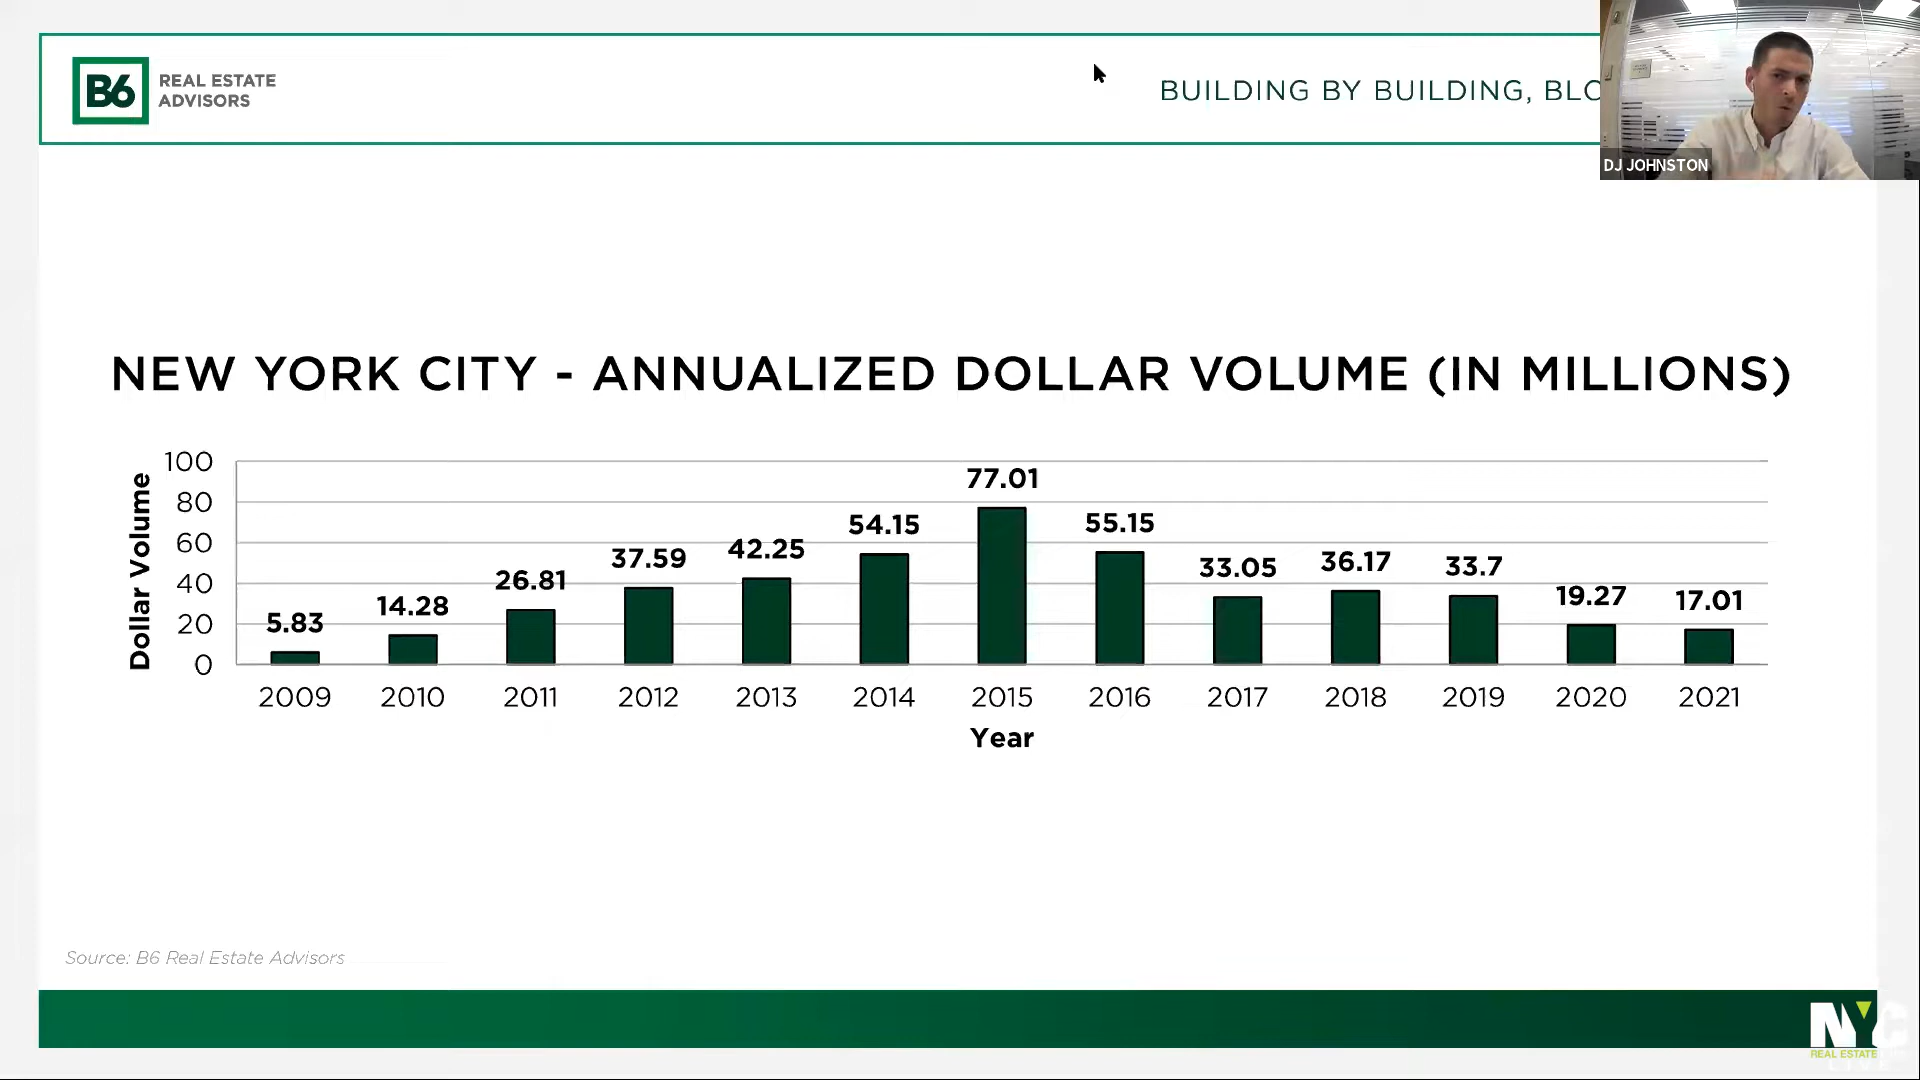 B6
REAL ESTATE
ADVISORS
BUILDING BY BUILDING, BLO
DJ JOHNSTON
NEW YORK CITY - ANNUALIZED DOLLAR VOLUME (IN MILLIONS)
Dollar Volume
100
80
60
40
20
0
5.83
14.28
26.81
37.59
42.25
54.15
77.01
55.15
33.05
36.17
33.7
19.27
17.01
2009
2010
2011
2012
2013
2014
2015
2016
2017
2018
2019
2020
2021
Year
Source: B6 Real Estate Advisors
NYC
REAL ESTATE
LIVE